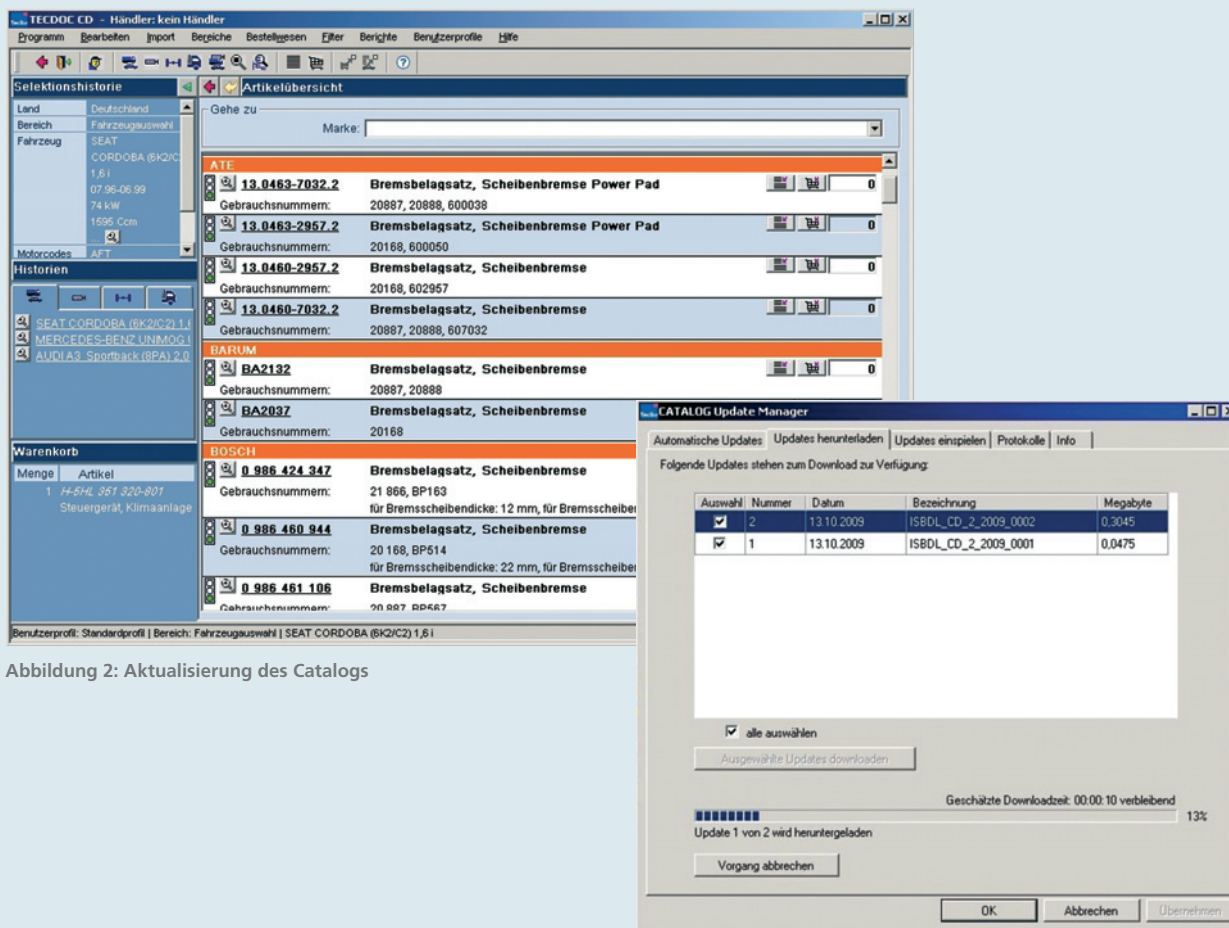 TECDOC CD - Händler: kein Händler
Programm Bearbeiten Import Bereiche Bestellwesen Filter Berichte Benutzerprofile Hilfe
Selektionshistorie
Land Deutschland
Bereich Fahrzeugauswahl
Fahrzeug SEAT
CORDOBA (6K2/C2
1,6 i
07.96-06.99
74 kW
1595 Ccm
...
Motorcodes AFT
Historien
SEAT CORDOBA (6K2/C2) 1,6
MERCEDES-BENZ UNIMOG
AUDI A3 Sportback (8PA) 2.0
Warenkorb
Menge Artikel
1 H-5HL 351 320-801
Steuergerät, Klimaanlage
Artikelübersicht
Gehe zu
Marke:
ATE
13.0463-7032.2 Bremsbelagsatz, Scheibenbremse Power Pad 0
Gebrauchsnummern: 20887, 20888, 600038
13.0463-2957.2 Bremsbelagsatz, Scheibenbremse Power Pad 0
Gebrauchsnummern: 20168, 600050
13.0460-2957.2 Bremsbelagsatz, Scheibenbremse 0
Gebrauchsnummern: 20168, 602957
13.0460-7032.2 Bremsbelagsatz, Scheibenbremse 0
Gebrauchsnummern: 20887, 20888, 607032
BARUM
BA2132 Bremsbelagsatz, Scheibenbremse 0
Gebrauchsnummern: 20887, 20888
BA2037 Bremsbelagsatz, Scheibenbremse
Gebrauchsnummern: 20168
BOSCH
0 986 424 347 Bremsbelagsatz, Scheibenbremse
Gebrauchsnummern: 21 866, BP163
für Bremsscheibendicke: 12 mm, für Bremsscheiben
0 986 460 944 Bremsbelagsatz, Scheibenbremse
Gebrauchsnummern: 20 168, BP514
für Bremsscheibendicke: 22 mm, für Bremsscheiben
0 986 461 106 Bremsbelagsatz, Scheibenbremse
Gebrauchsnummern: 20 887, BP567
Benutzerprofil: Standardprofil | Bereich: Fahrzeugauswahl | SEAT CORDOBA (6K2/C2) 1,6 i
Abbildung 2: Aktualisierung des Catalogs
CATALOG Update Manager
Automatische Updates Updates herunterladen Updates einspielen Protokolle Info
Folgende Updates stehen zum Download zur Verfügung:
Auswahl Nummer Datum Bezeichnung Megabyte
2 13.10.2009 ISBDL_CD_2_2009_0002 0,3045
1 13.10.2009 ISBDL_CD_2_2009_0001 0,0475
alle auswählen
Ausgewählte Updates downloaden
Geschätzte Downloadzeit: 00:00:10 verbleibend
13%
Update 1 von 2 wird heruntergeladen
Vorgang abbrechen
OK Abbrechen Übernehmen